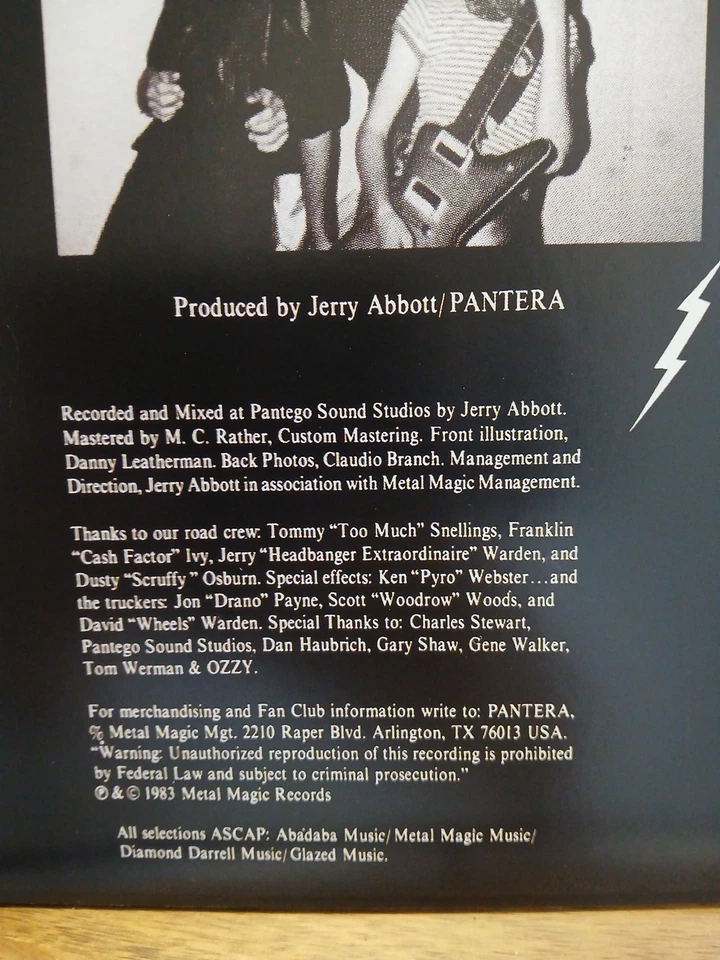 Produced by Jerry Abbott/PANTERA
Recorded and Mixed at Pantego Sound Studios by Jerry Abbott.
Mastered by M. C. Rather, Custom Mastering. Front illustration,
Danny Leatherman. Back Photos, Claudio Branch. Management and
Direction, Jerry Abbott in association with Metal Magic Management.
Thanks to our road crew: Tommy “Too Much” Snellings, Franklin
“Cash Factor” Ivy, Jerry “Headbanger Extraordinaire” Warden, and
Dusty “Scruffy” Osburn. Special effects: Ken “Pyro” Webster...and
the truckers: Jon “Drano” Payne, Scott “Woodrow” Woods, and
David “Wheels” Warden. Special Thanks to: Charles Stewart,
Pantego Sound Studios, Dan Haubrich, Gary Shaw, Gene Walker,
Tom Werman & OZZY.
For merchandising and Fan Club information write to: PANTERA,
% Metal Magic Mgt. 2210 Raper Blvd. Arlington, TX 76013 USA.
“Warning: Unauthorized reproduction of this recording is prohibited
by Federal Law and subject to criminal prosecution.”
℗ & © 1983 Metal Magic Records
All selections ASCAP: Abadaba Music/Metal Magic Music/
Diamond Darrell Music/Glazed Music.